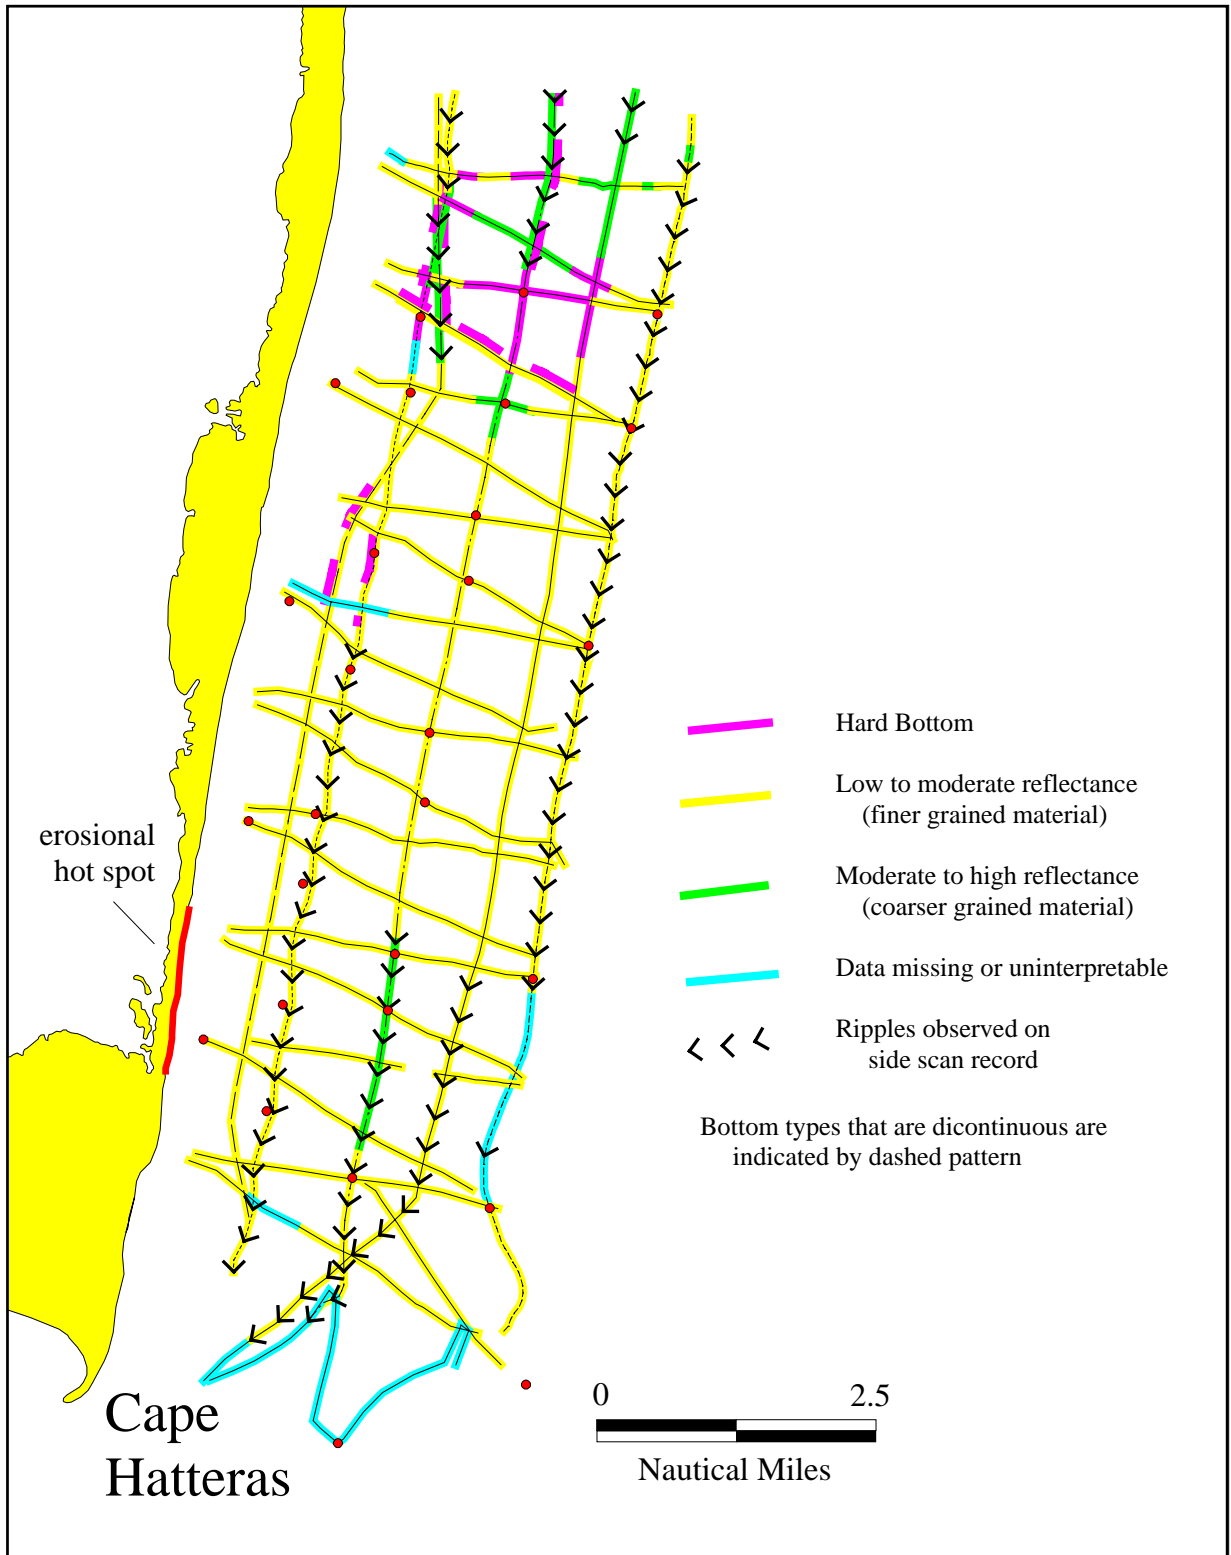 Hard Bottom
Low to moderate reflectance
(finer grained material)
erosional
hot spot
Moderate to high reflectance
(coarser grained material)
Data missing or uninterpretable
Ripples observed on
side scan record
Bottom types that are dicontinuous are
indicated by dashed pattern
Cape
Hatteras
0 2.5
Nautical Miles